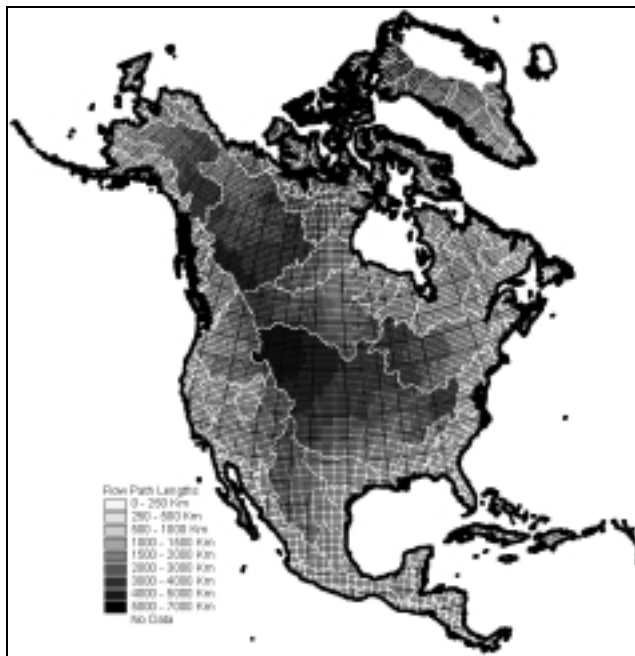 Flow Path Lengths
0 - 250 Km
250 - 500 Km
500 - 1000 Km
1000 - 1500 Km
1500 - 2000 Km
2000 - 3000 Km
3000 - 4000 Km
4000 - 5000 Km
5000 - 7000 Km
No Data